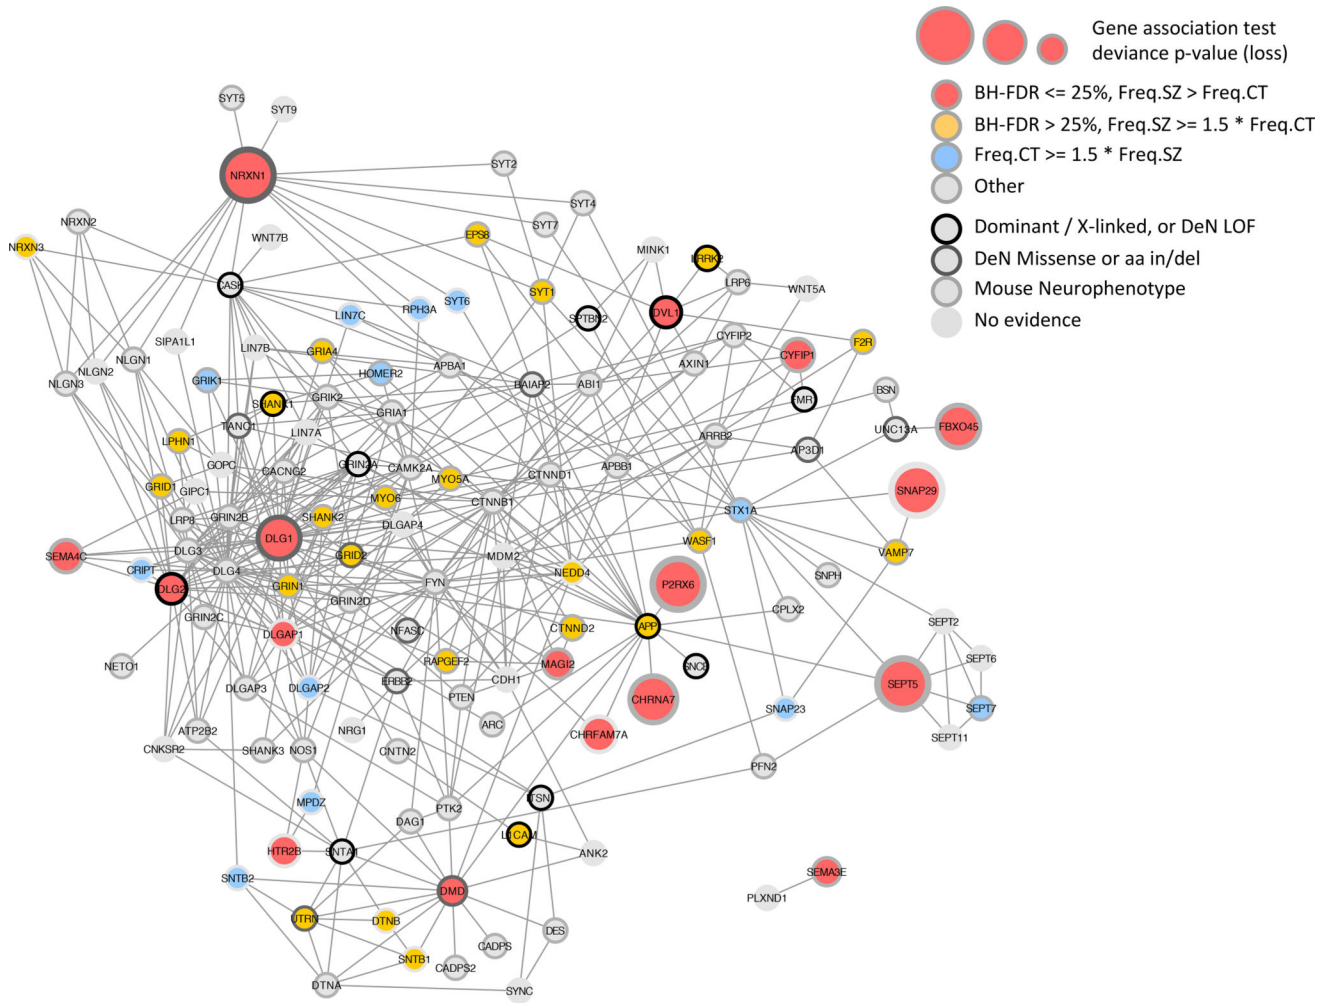 Gene association test
deviance p-value (loss)
BH-FDR <= 25%, Freq.SZ > Freq.CT
BH-FDR > 25%, Freq.SZ >= 1.5 * Freq.CT
Freq.CT >= 1.5 * Freq.SZ
Other
Dominant / X-linked, or DeN LOF
DeN Missense or aa in/del
Mouse Neurophenotype
No evidence
SYT5
SYT9
NRXN1
SYT2
SYT4
SYT7
NRXN2
NRXN3
WNT7B
EPS8
MINK1
LRRK2
LRP6
WNT5A
CASK
SYT1
LIN7C
RPH3A
SYT6
SPTBN2
DVL1
CYFIP2
F2R
SIPA1L1
LIN7B
GRIA4
NLGN1
NLGN2
NLGN3
GRIK1
HOMER2
APBA1
BAIAP2
ABI1
AXIN1
CYFIP1
FMR1
BSN
SHANK1
GRIK2
GRIA1
TANC1
LIN7A
LPHN1
ARRB2
AP3D1
UNC13A
FBXO45
GOPC
CACNG2
GRIN2A
CAMK2A
MYO5A
CTNND1
APBB1
GRID1
GIPC1
MYO6
CTNNB1
SNAP29
LRP8
GRIN2B
SHANK2
DLGAP4
STX1A
DLG1
DLG3
GRID2
MDM2
WASF1
VAMP7
SEMA4C
CRIPT
DLG4
DLG2
GRIN1
FYN
NEDD4
P2RX6
SNPH
GRIN2C
GRIN2D
CPLX2
DLGAP1
NFASC
CTNND2
APP
SEPT2
NETO1
RAPGEF2
MAGI2
SNCB
SEPT6
DLGAP3
DLGAP2
ERBB2
CDH1
PTEN
CHRNA7
SEPT5
SNAP23
SEPT7
ATP2B2
NRG1
ARC
CHRFAM7A
SEPT11
CNKSR2
SHANK3
NOS1
CNTN2
PFN2
MPDZ
PTK2
DAG1
L1CAM
HTR2B
SNTA1
ANK2
SNTB2
DMD
SEMA3E
PLXND1
UTRN
DTNB
DES
CADPS
SNTB1
CADPS2
DTNA
SYNC